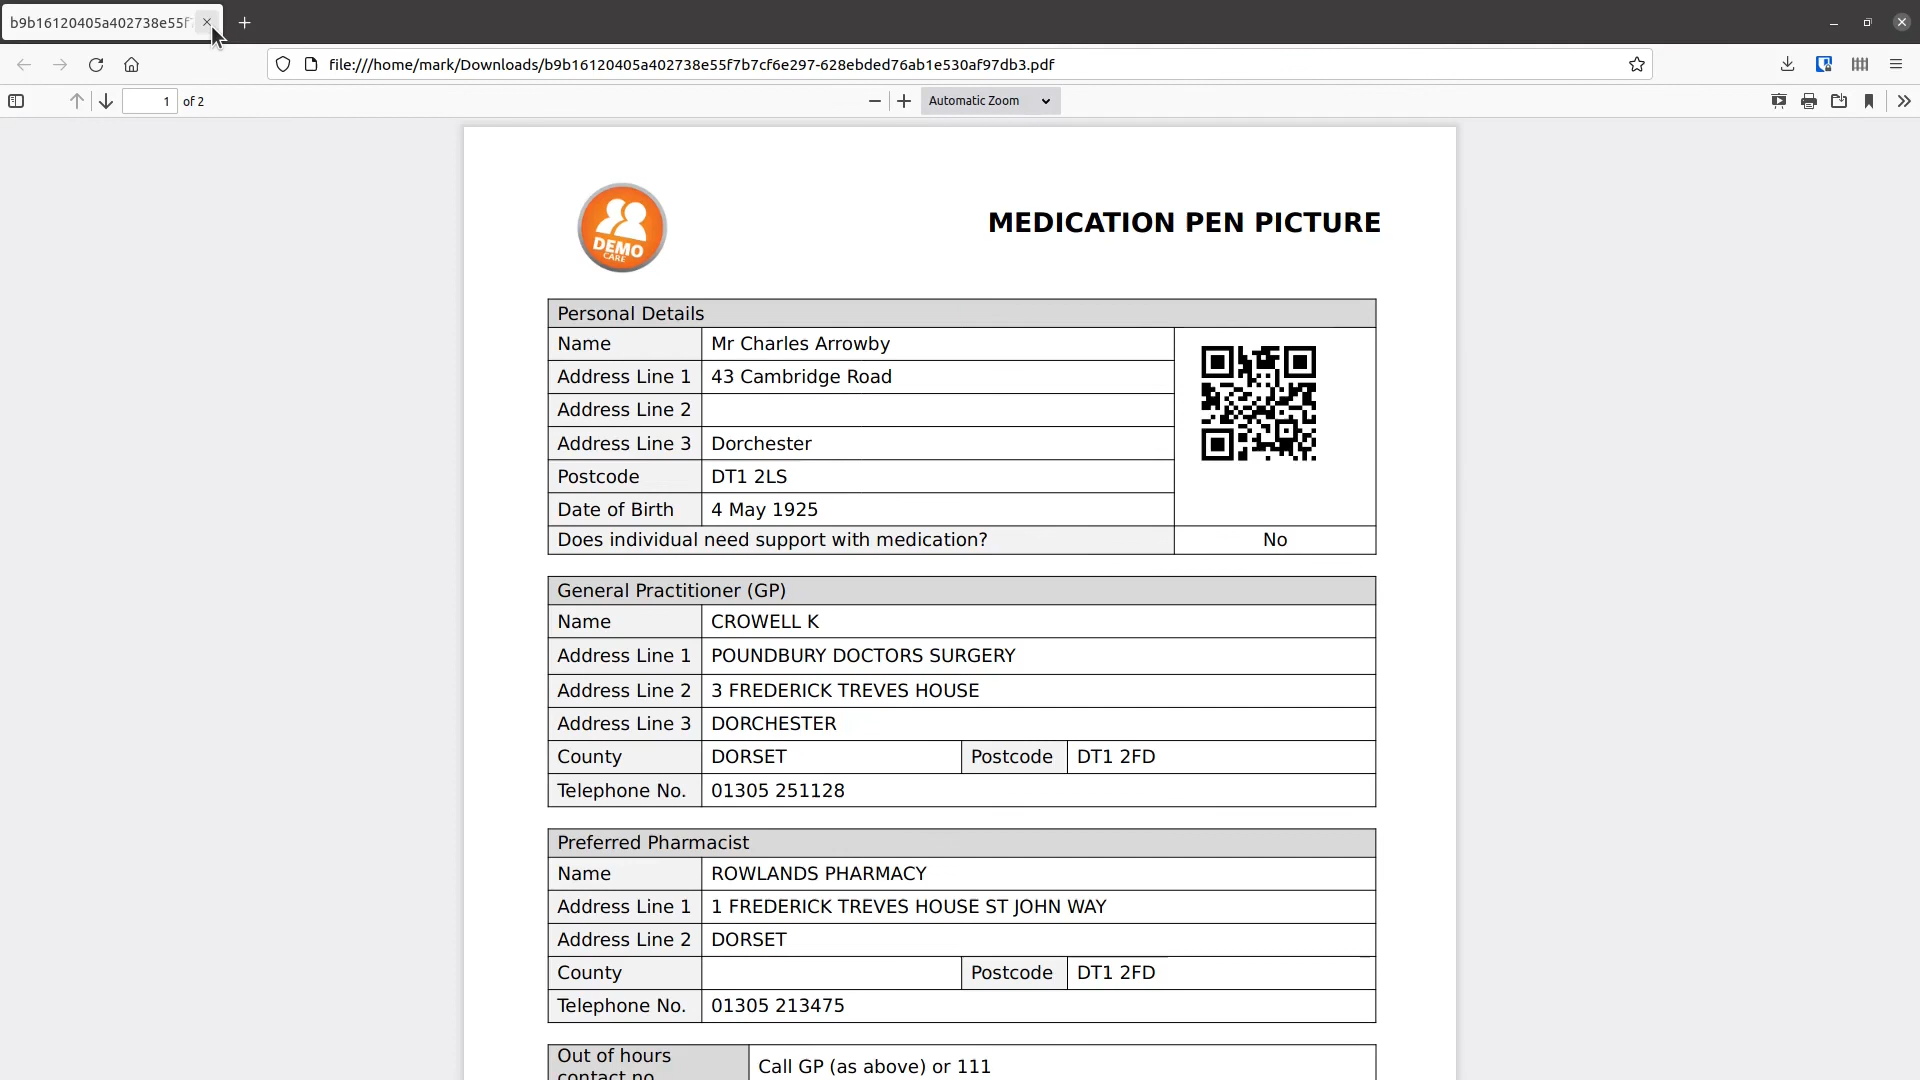 b9b16120405a402738e55f
file:///home/mark/Downloads/b9b16120405a402738e55f7b7cf6e297-628ebded76ab1e530af97db3.pdf
1 of 2
Automatic Zoom
DEMO
CARE
MEDICATION PEN PICTURE
Personal Details
Name Mr Charles Arrowby
Address Line 1 43 Cambridge Road
Address Line 2
Address Line 3 Dorchester
Postcode DT1 2LS
Date of Birth 4 May 1925
Does individual need support with medication? No
General Practitioner (GP)
Name CROWELL K
Address Line 1 POUNDBURY DOCTORS SURGERY
Address Line 2 3 FREDERICK TREVES HOUSE
Address Line 3 DORCHESTER
County DORSET Postcode DT1 2FD
Telephone No. 01305 251128
Preferred Pharmacist
Name ROWLANDS PHARMACY
Address Line 1 1 FREDERICK TREVES HOUSE ST JOHN WAY
Address Line 2 DORSET
County Postcode DT1 2FD
Telephone No. 01305 213475
Out of hours
contact no. Call GP (as above) or 111